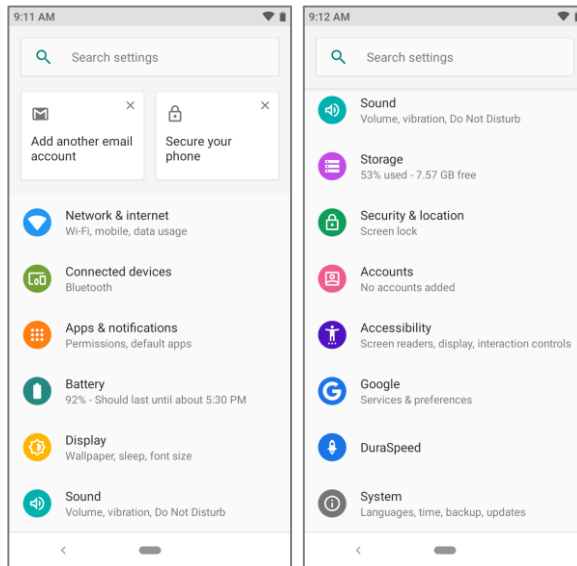 9:11 AM
Search settings
Add another email
account
Secure your
phone
Network & internet
Wi-Fi, mobile, data usage
Connected devices
Bluetooth
Apps & notifications
Permissions, default apps
Battery
92% - Should last until about 5:30 PM
Display
Wallpaper, sleep, font size
Sound
Volume, vibration, Do Not Disturb
9:12 AM
Search settings
Sound
Volume, vibration, Do Not Disturb
Storage
53% used - 7.57 GB free
Security & location
Screen lock
Accounts
No accounts added
Accessibility
Screen readers, display, interaction controls
Google
Services & preferences
DuraSpeed
System
Languages, time, backup, updates